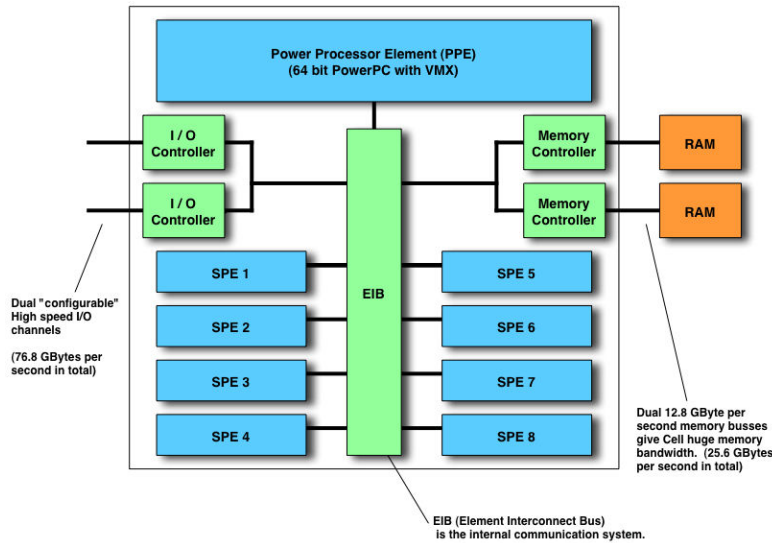 Power Processor Element (PPE)
(64 bit PowerPC with VMX)
I / O
Controller
Memory
Controller
RAM
I / O
Controller
Memory
Controller
RAM
EIB
SPE 1
SPE 5
SPE 2
SPE 6
SPE 3
SPE 7
SPE 4
SPE 8
Dual "configurable"
High speed I/O
channels
(76.8 GBytes per
second in total)
Dual 12.8 GByte per
second memory busses
give Cell huge memory
bandwidth. (25.6 GBytes
per second in total)
EIB (Element Interconnect Bus)
is the internal communication system.